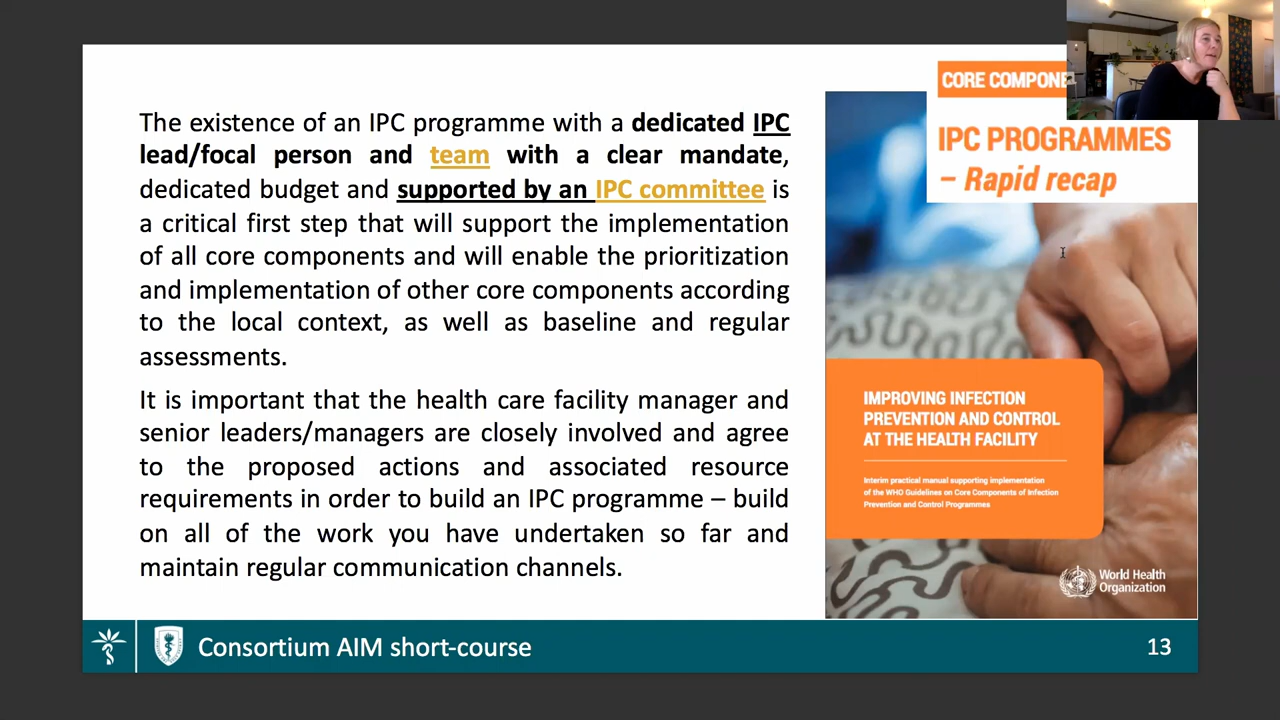 The existence of an IPC programme with a dedicated IPC
lead/focal person and team with a clear mandate,
dedicated budget and supported by an IPC committee is
a critical first step that will support the implementation
of all core components and will enable the prioritization
and implementation of other core components according
to the local context, as well as baseline and regular
assessments.
It is important that the health care facility manager and
senior leaders/managers are closely involved and agree
to the proposed actions and associated resource
requirements in order to build an IPC programme – build
on all of the work you have undertaken so far and
maintain regular communication channels.
CORE COMPONE
IPC PROGRAMMES
– Rapid recap
IMPROVING INFECTION
PREVENTION AND CONTROL
AT THE HEALTH FACILITY
Interim practical manual supporting implementation
of the WHO Guidelines on Core Components of Infection
Prevention and Control Programmes
World Health
Organization
Consortium AIM short-course
13